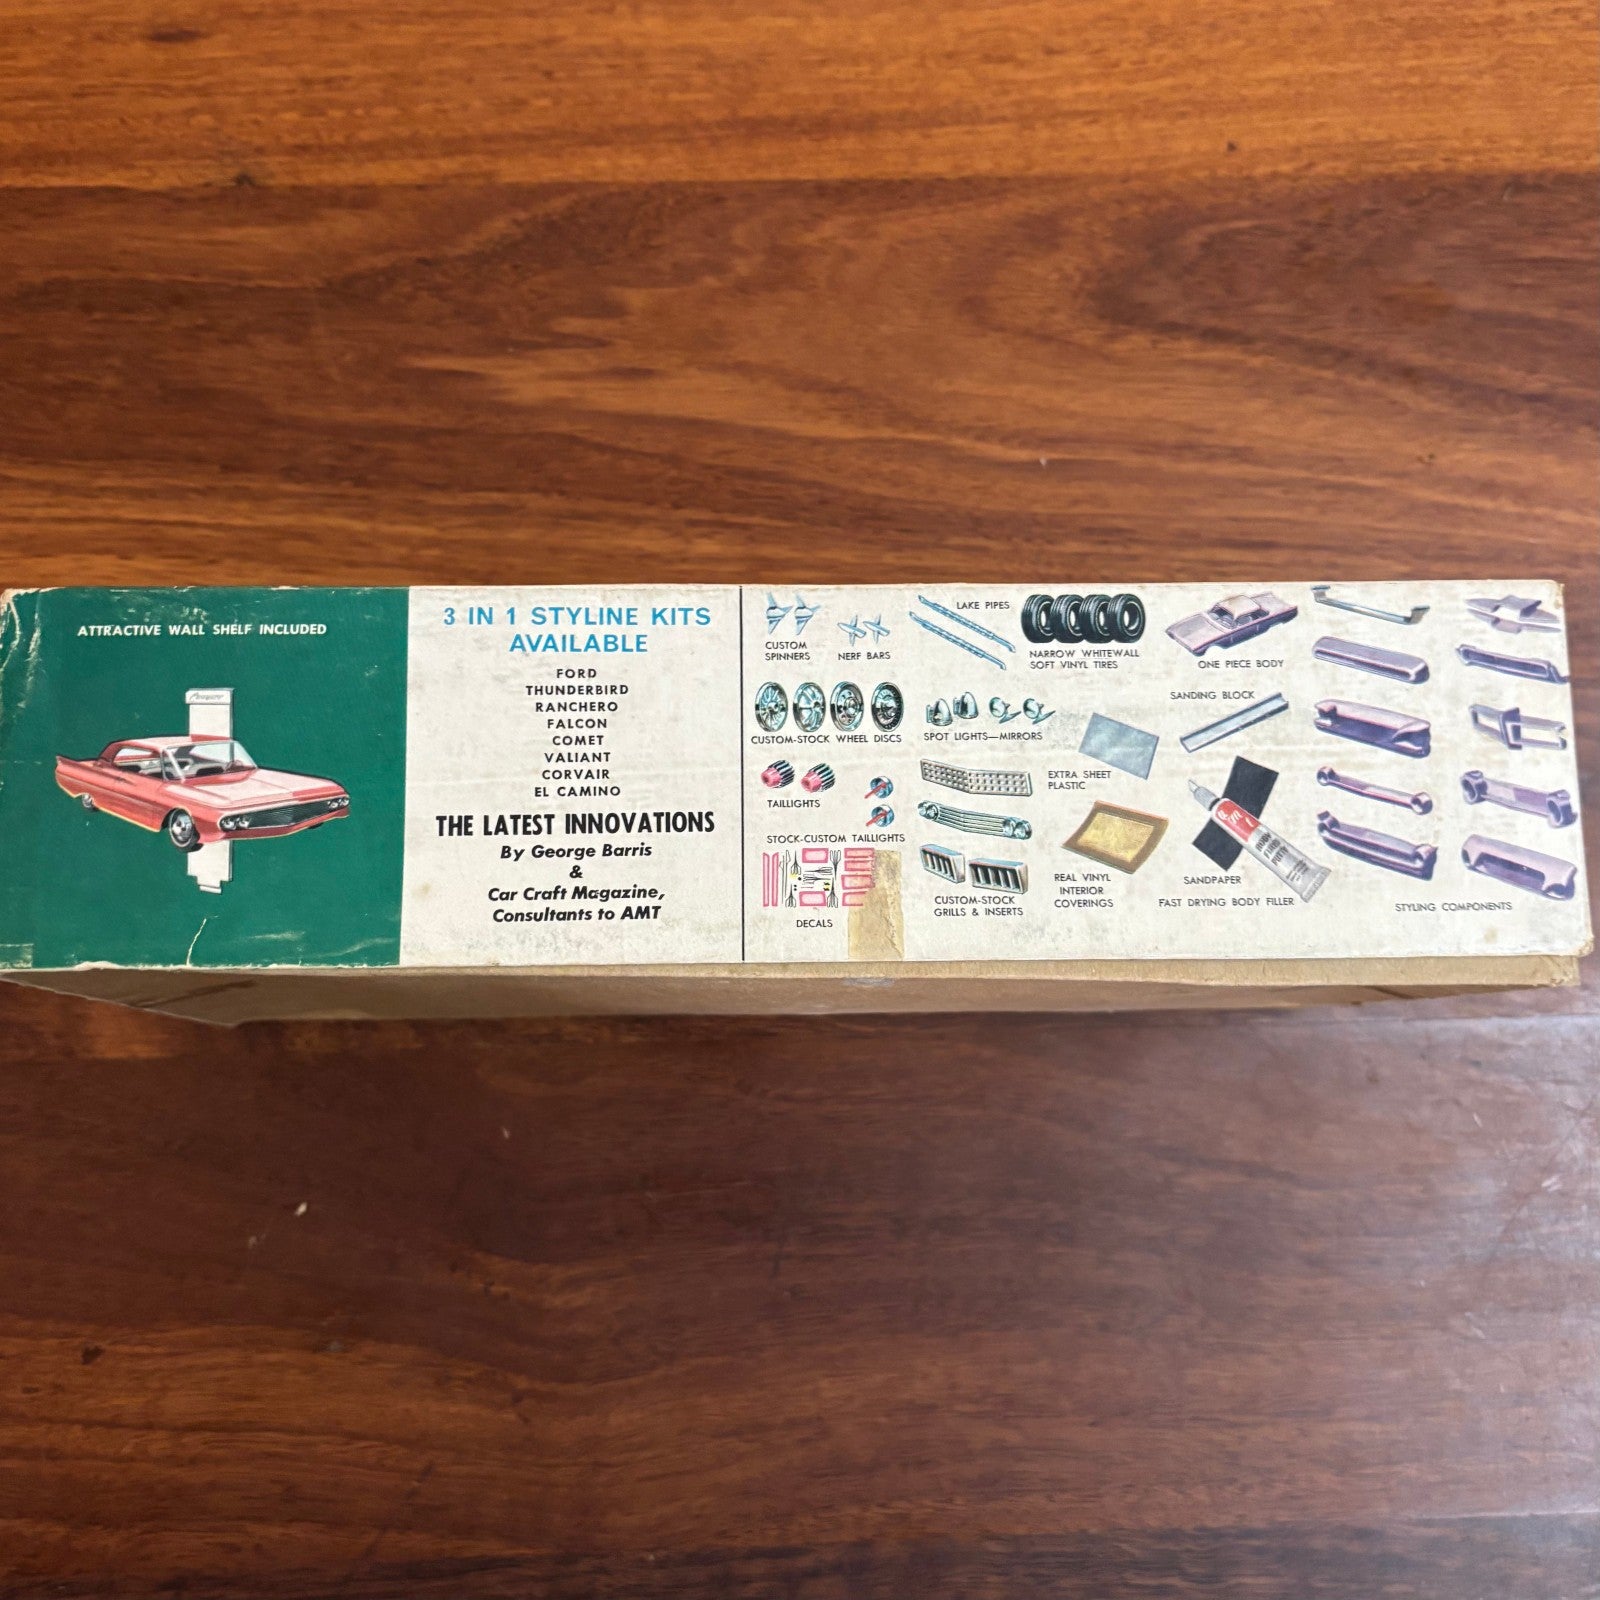 ATTRACTIVE WALL SHELF INCLUDED
3 IN 1 STYLINE KITS
AVAILABLE
FORD
THUNDERBIRD
RANCHERO
FALCON
COMET
VALIANT
CORVAIR
EL CAMINO
THE LATEST INNOVATIONS
By George Barris
&
Car Craft Magazine,
Consultants to AMT
CUSTOM
SPINNERS
NERF BARS
LAKE PIPES
NARROW WHITEWALL
SOFT VINYL TIRES
ONE PIECE BODY
CUSTOM-STOCK WHEEL DISCS
SPOT LIGHTS—MIRRORS
SANDING BLOCK
TAILLIGHTS
EXTRA SHEET
PLASTIC
STOCK-CUSTOM TAILLIGHTS
DECALS
CUSTOM-STOCK
GRILLS & INSERTS
REAL VINYL
INTERIOR
COVERINGS
amt
BODY
PUTTY
SANDPAPER
FAST DRYING BODY FILLER
STYLING COMPONENTS